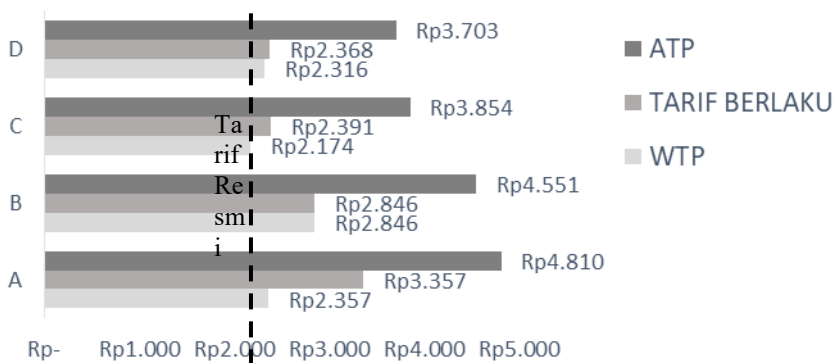 Rp3.703
D
Rp2.368
Rp2.316
Rp3.854
C
Rp2.391
Rp2.174
Rp4.551
B
Rp2.846
Rp2.846
Rp4.810
A
Rp3.357
Rp2.357
Ta
rif
Re
smi
i
Rp- Rp1.000 Rp2.000 Rp3.000 Rp4.000 Rp5.000
ATP
TARIF BERLAKU
WTP